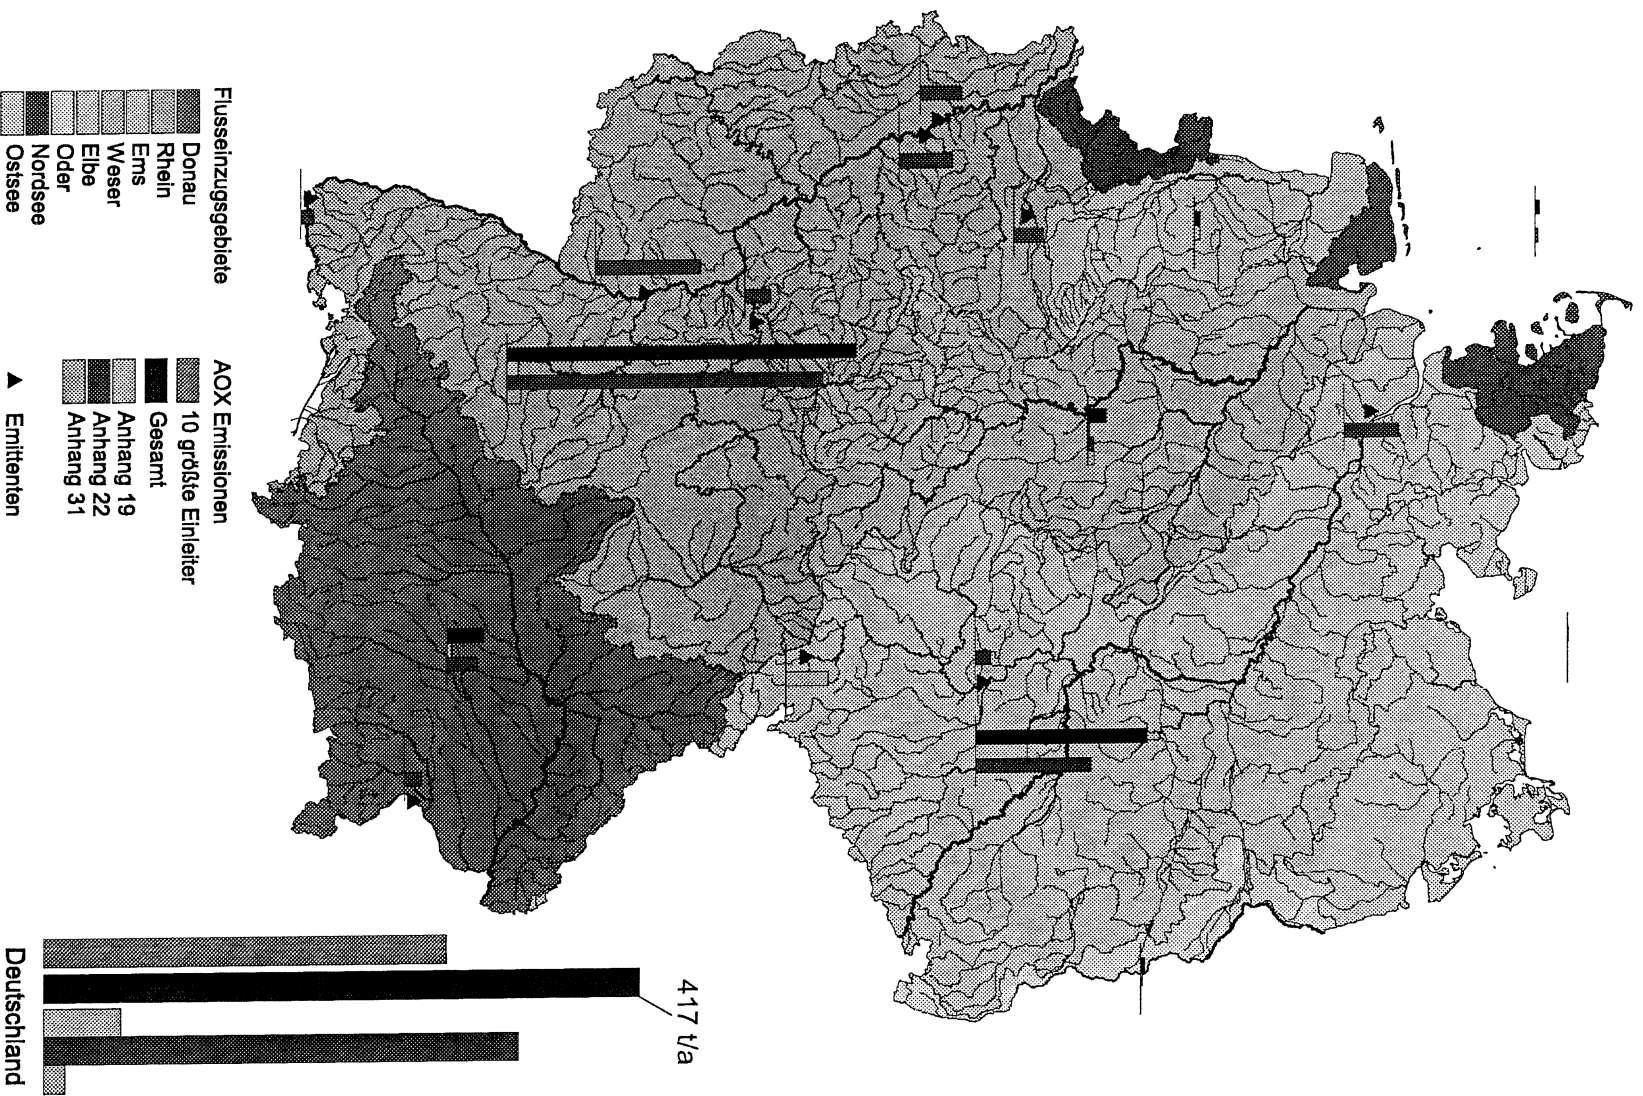 Flusseinzugsgebiete
Donau
Rhein
Ems
Weser
Elbe
Oder
Nordsee
Ostsee
AOX Emissionen
10 größte Einleiter
Gesamt
Anhang 19
Anhang 22
Anhang 31
Emittenten
417 t/a
Deutschland